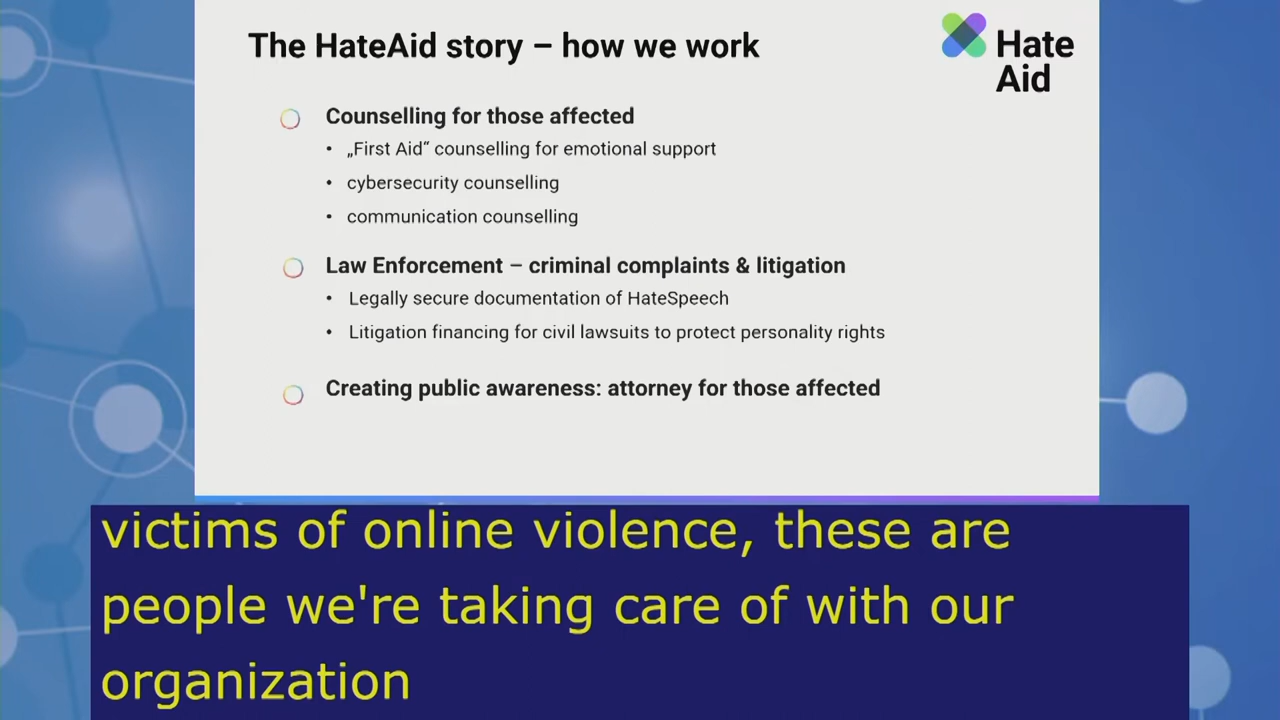 The HateAid story – how we work
Hate
Aid
Counselling for those affected
• „First Aid“ counselling for emotional support
• cybersecurity counselling
• communication counselling
Law Enforcement – criminal complaints & litigation
• Legally secure documentation of HateSpeech
• Litigation financing for civil lawsuits to protect personality rights
Creating public awareness: attorney for those affected
victims of online violence, these are
people we're taking care of with our
organization